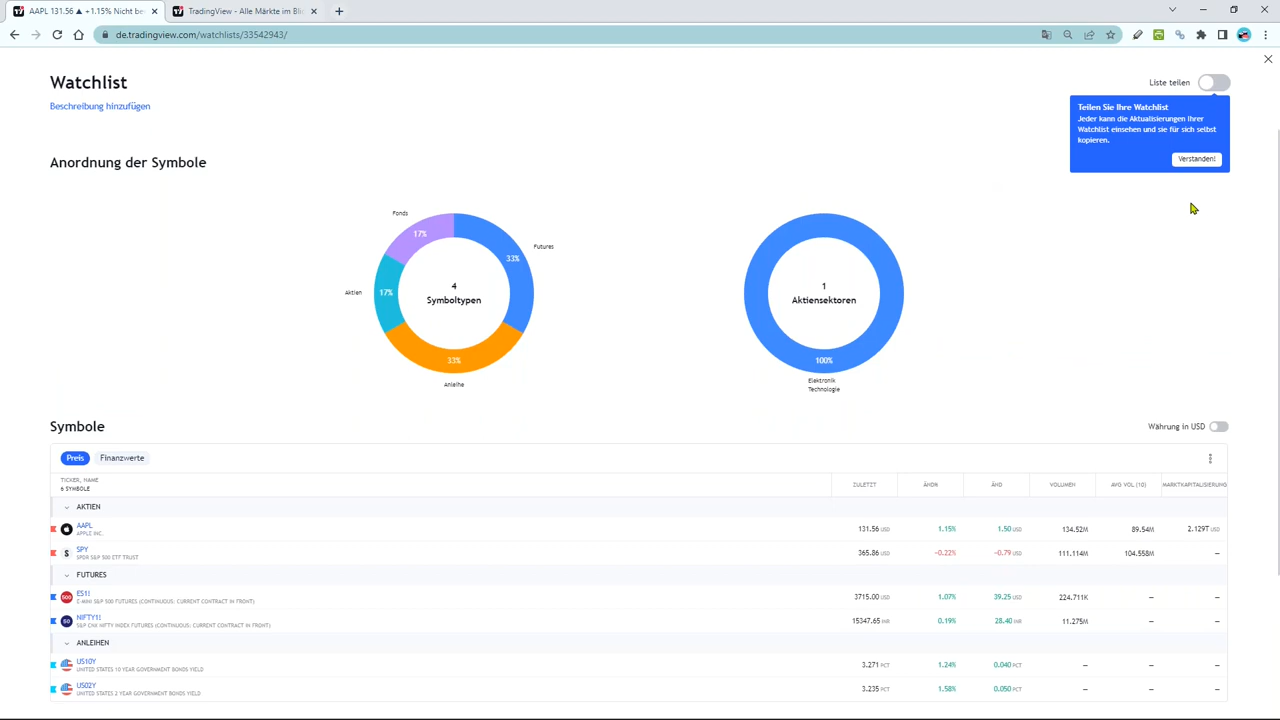 AAPL 131.56 ▲ +1.15% Nicht be
TradingView - Alle Märkte im Blic
de.tradingview.com/watchlists/33542943/
Watchlist
Liste teilen
Beschreibung hinzufügen
Teilen Sie Ihre Watchlist
Jeder kann die Aktualisierungen Ihrer
Watchlist einsehen und sie für sich selbst
kopieren.
Verstanden!
Anordnung der Symbole
Fonds
17%
Futures
33%
Aktien
17%
4
Symboltypen
33%
Anleihe
1
Aktiensektoren
100%
Elektronik
Technologie
Symbole
Währung in USD
Preis
Finanzwerte
TICKER, NAME
6 SYMBOLE
ZULETZT
ÄND%
ÄND
VOLUMEN
AVG VOL (10)
MARKTKAPITALISIERUNG
AKTIEN
AAPL 131.56 USD 1.15% 1.50 USD 134.52M 89.54M 2.129T USD
APPLE INC.
SPY 365.86 USD −0.22% −0.79 USD 111.114M 104.558M —
SPDR S&P 500 ETF TRUST
FUTURES
ES1! 3715.00 USD 1.07% 39.25 USD 224.711K — —
E-MINI S&P 500 FUTURES (CONTINUOUS: CURRENT CONTRACT IN FRONT)
NIFTY1! 15347.65 INR 0.19% 28.40 INR 11.275M — —
S&P CNX NIFTY INDEX FUTURES (CONTINUOUS: CURRENT CONTRACT IN FRONT)
ANLEIHEN
US10Y 3.271 PCT 1.24% 0.040 PCT — — —
UNITED STATES 10 YEAR GOVERNMENT BONDS YIELD
US02Y 3.235 PCT 1.58% 0.050 PCT — — —
UNITED STATES 2 YEAR GOVERNMENT BONDS YIELD